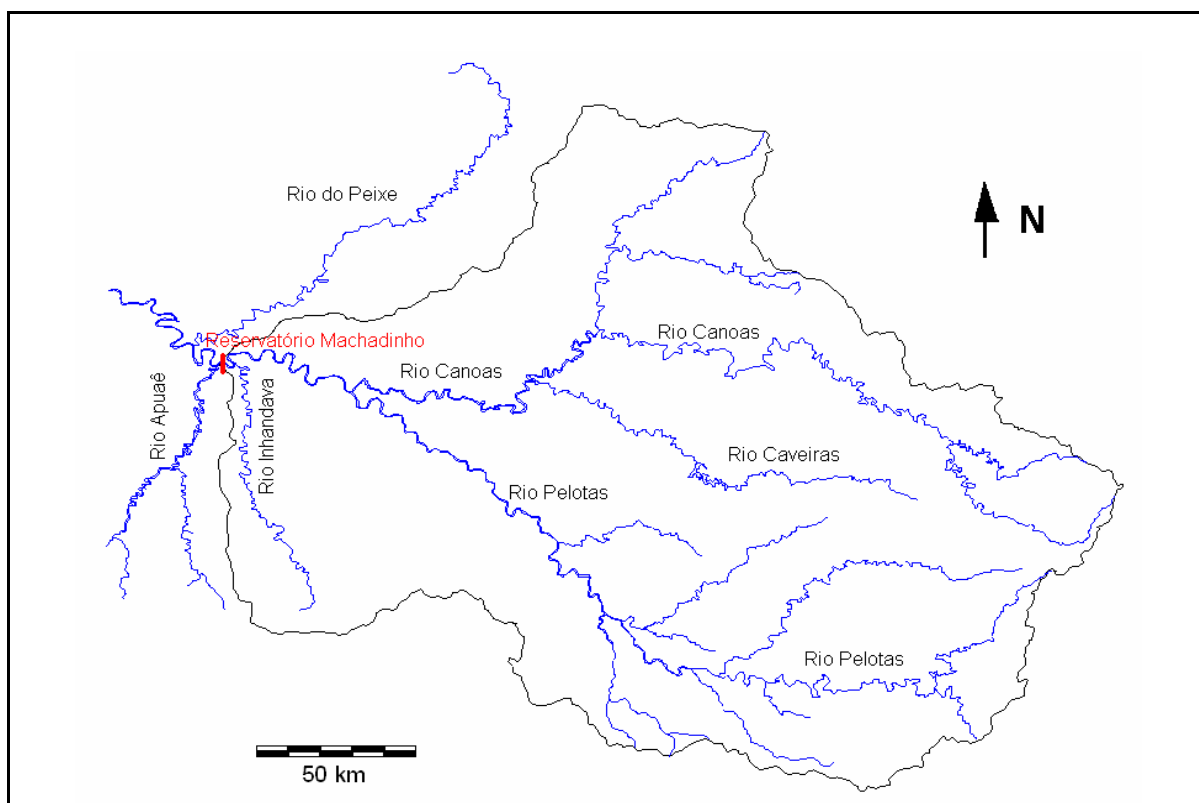 Rio do Peixe
N
Reservatório Machadinho
Rio Canoas
Rio Canoas
Rio Apuaê
Rio Inhandava
Rio Caveiras
Rio Pelotas
Rio Pelotas
50 km